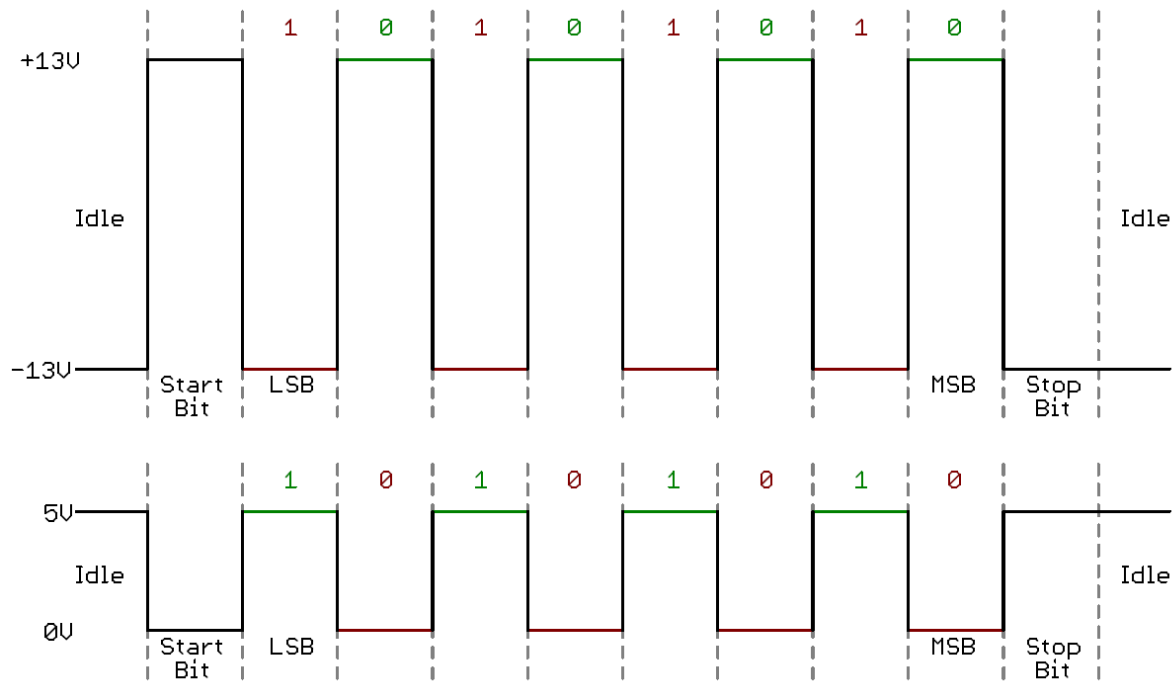 1 0 1 0 1 0 1 0
+13V
Idle
Idle
-13V
Start
Bit
LSB
MSB
Stop
Bit
1 0 1 0 1 0 1 0
5V
Idle
Idle
0V
Start
Bit
LSB
MSB
Stop
Bit